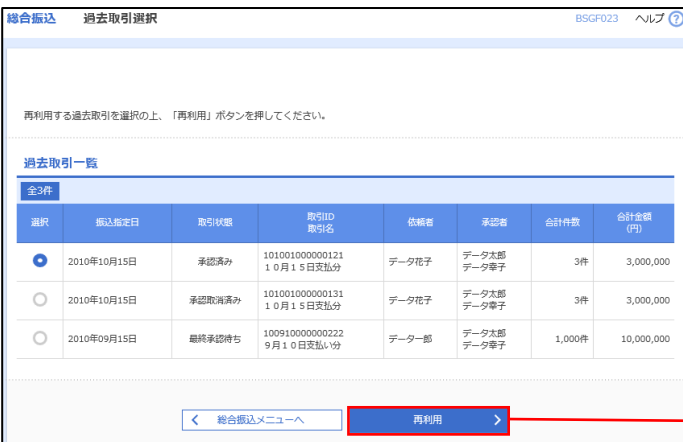 総合振込 過去取引選択 BSGF023 ヘルプ ?
再利用する過去取引を選択の上、「再利用」ボタンを押してください。
過去取引一覧
全3件
選択 振込指定日 取引状態 取引ID 依頼者 承認者 合計件数 合計金額
取引名 (円)
2010年10月15日 承認済み 101001000000121 データ花子 データ太郎 3件 3,000,000
１０月１５日支払分 データ幸子
2010年10月15日 承認取消済み 101001000000131 データ花子 データ太郎 3件 3,000,000
１０月１５日支払分 データ幸子
2010年09月15日 最終承認待ち 100910000000222 データ一郎 データ太郎 1,000件 10,000,000
９月１０日支払い分 データ幸子
総合振込メニューへ 再利用